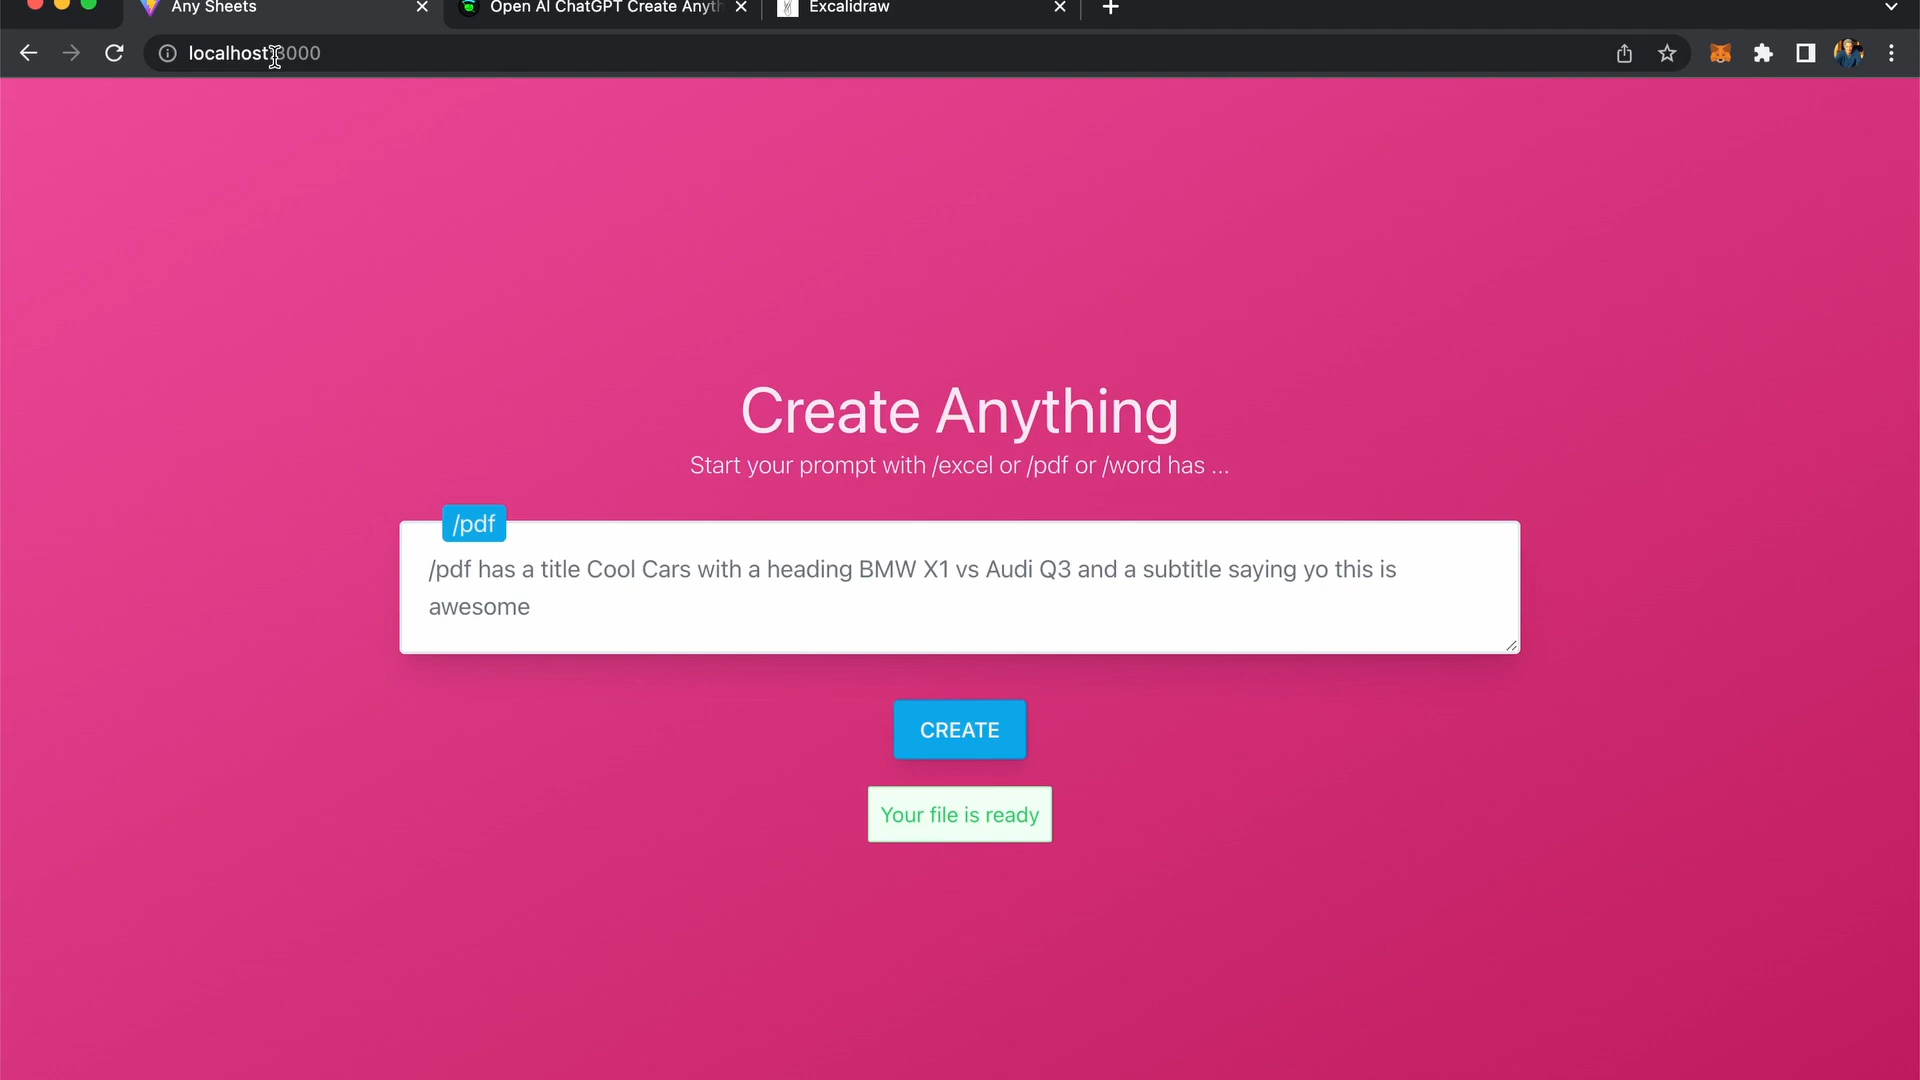 Any Sheets
Open AI ChatGPT Create Anyth
Excalidraw
localhost:3000
Create Anything
Start your prompt with /excel or /pdf or /word has ...
/pdf
/pdf has a title Cool Cars with a heading BMW X1 vs Audi Q3 and a subtitle saying yo this is
awesome
CREATE
Your file is ready